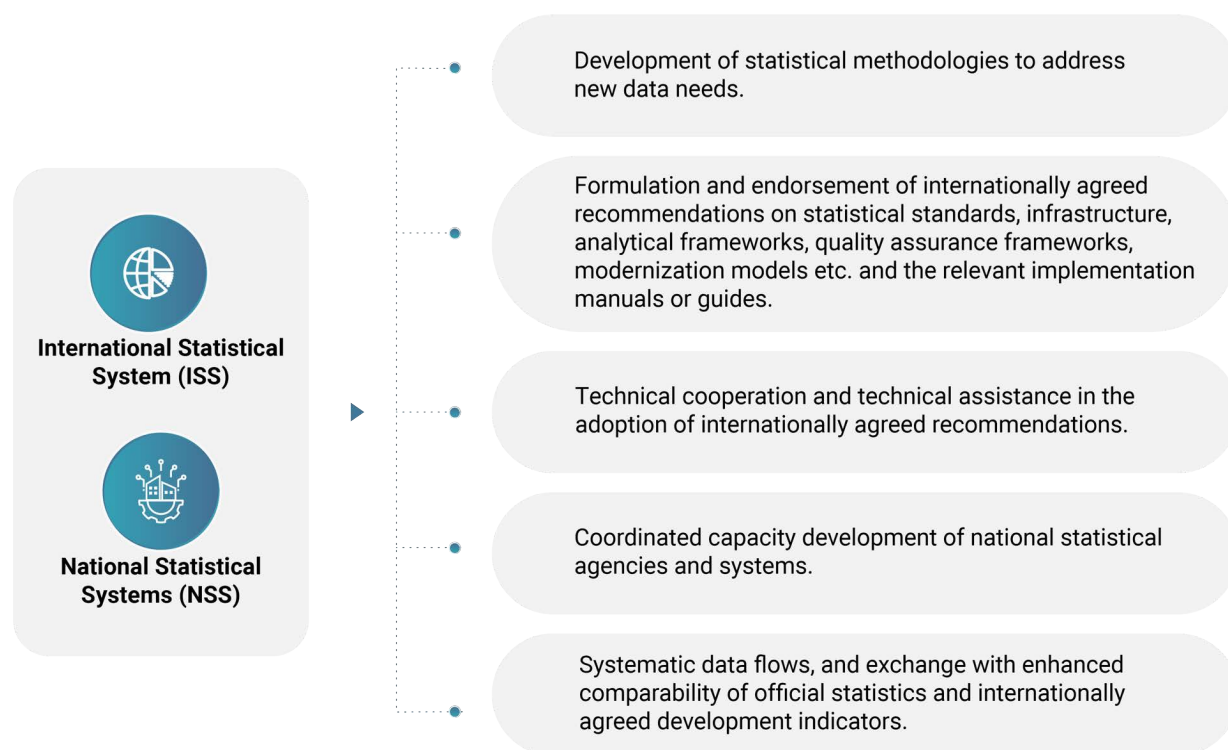 International Statistical
System (ISS)
National Statistical
Systems (NSS)
Development of statistical methodologies to address
new data needs.
Formulation and endorsement of internationally agreed
recommendations on statistical standards, infrastructure,
analytical frameworks, quality assurance frameworks,
modernization models etc. and the relevant implementation
manuals or guides.
Technical cooperation and technical assistance in the
adoption of internationally agreed recommendations.
Coordinated capacity development of national statistical
agencies and systems.
Systematic data flows, and exchange with enhanced
comparability of official statistics and internationally
agreed development indicators.